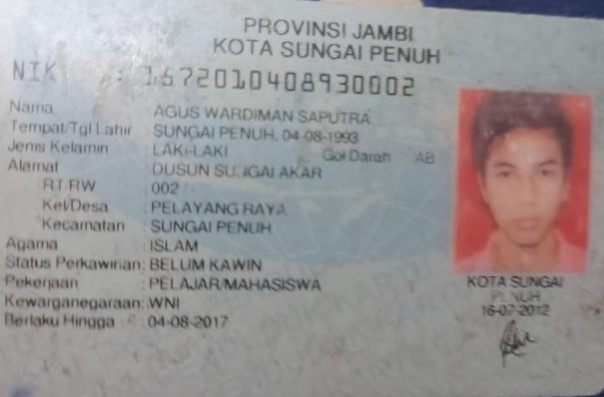 PROVINSI JAMBI
KOTA SUNGAI PENUH
NIK : 1572010408930002
Nama : AGUS WARDIMAN SAPUTRA
Tempat/Tgl Lahir : SUNGAI PENUH, 04-08-1993
Jenis Kelamin : LAKI-LAKI Gol Darah AB
Alamat : DUSUN SUNGAI AKAR
RT/RW : 002
Kel/Desa : PELAYANG RAYA
Kecamatan : SUNGAI PENUH
Agama : ISLAM
Status Perkawinan: BELUM KAWIN
Pekerjaan : PELAJAR/MAHASISWA
Kewarganegaraan: WNI
Berlaku Hingga : 04-08-2017
KOTA SUNGAI
PENUH
16-07-2012